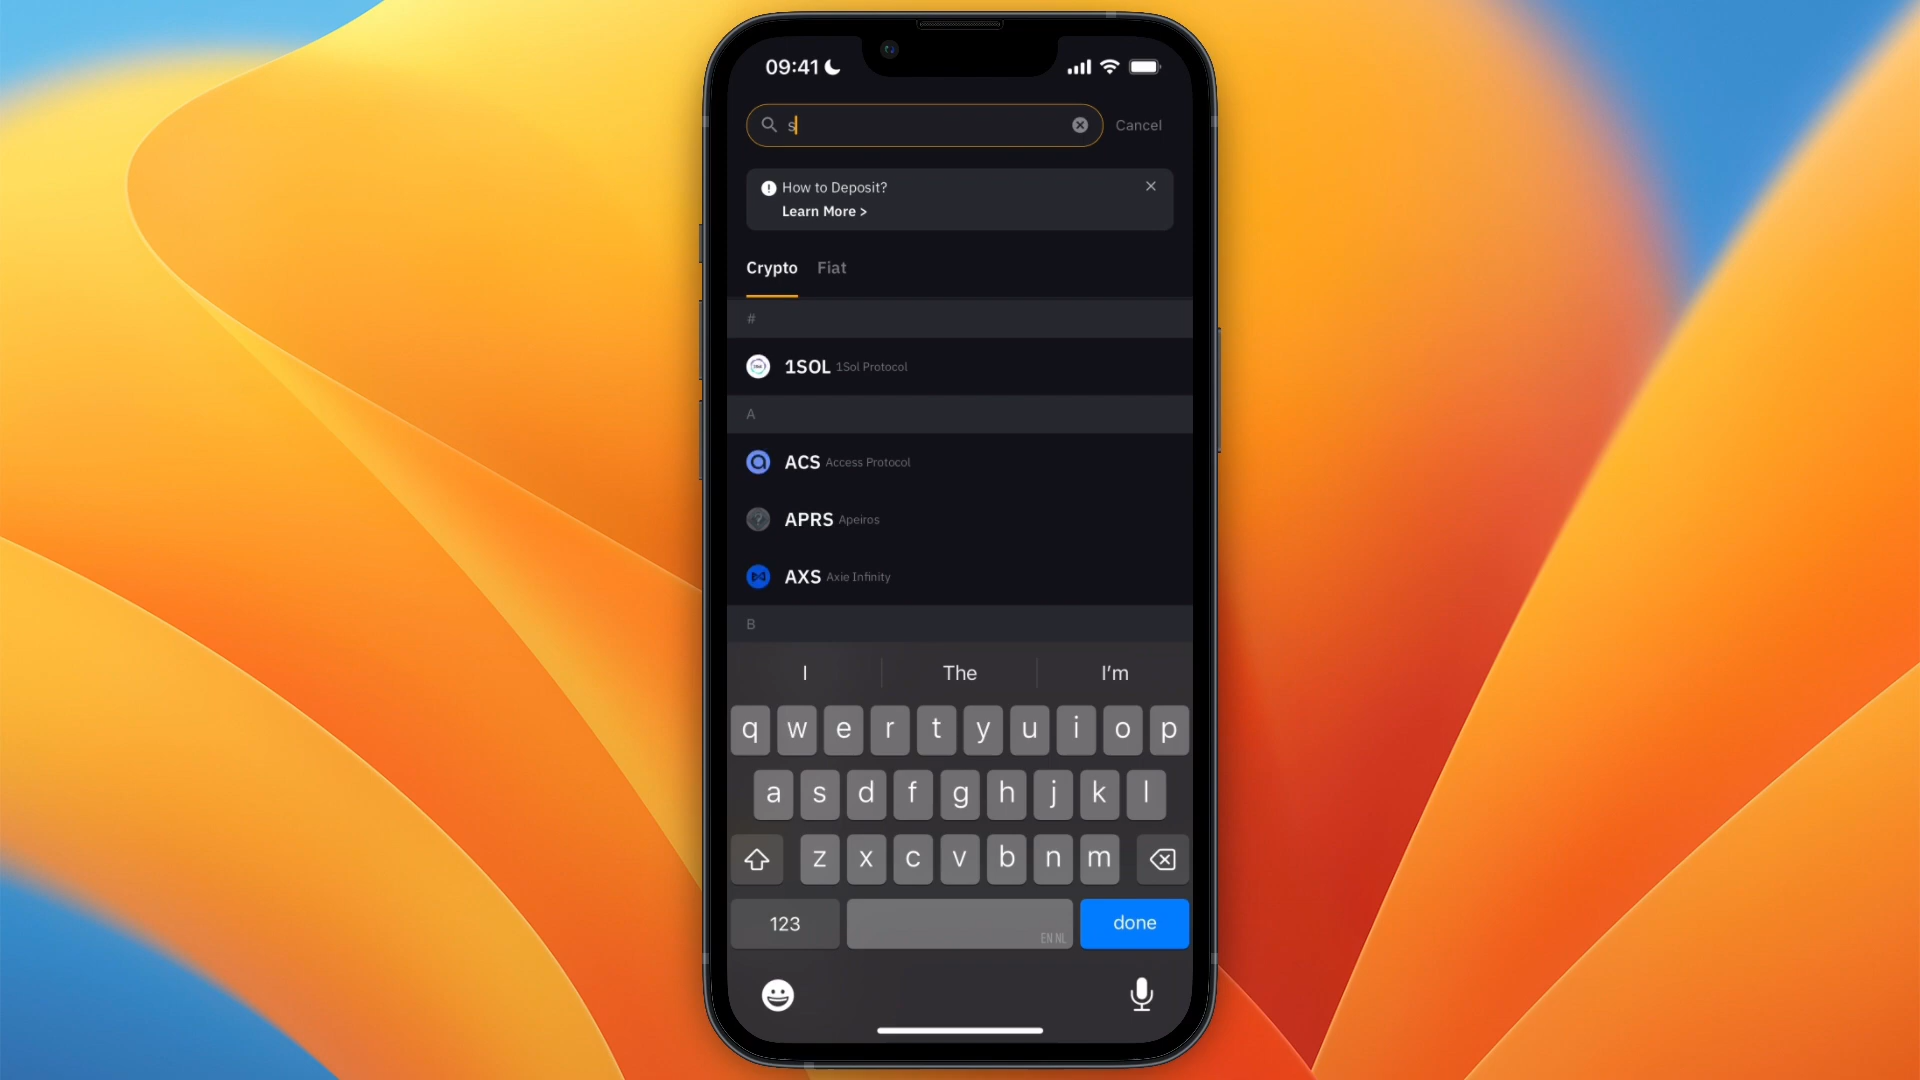 09:41
s
Cancel
How to Deposit?
Learn More >
Crypto Fiat
#
1SOL 1Sol Protocol
A
ACS Access Protocol
APRS Apeiros
AXS Axie Infinity
B
I The I'm
q w e r t y u i o p
a s d f g h j k l
z x c v b n m
123 EN NL done